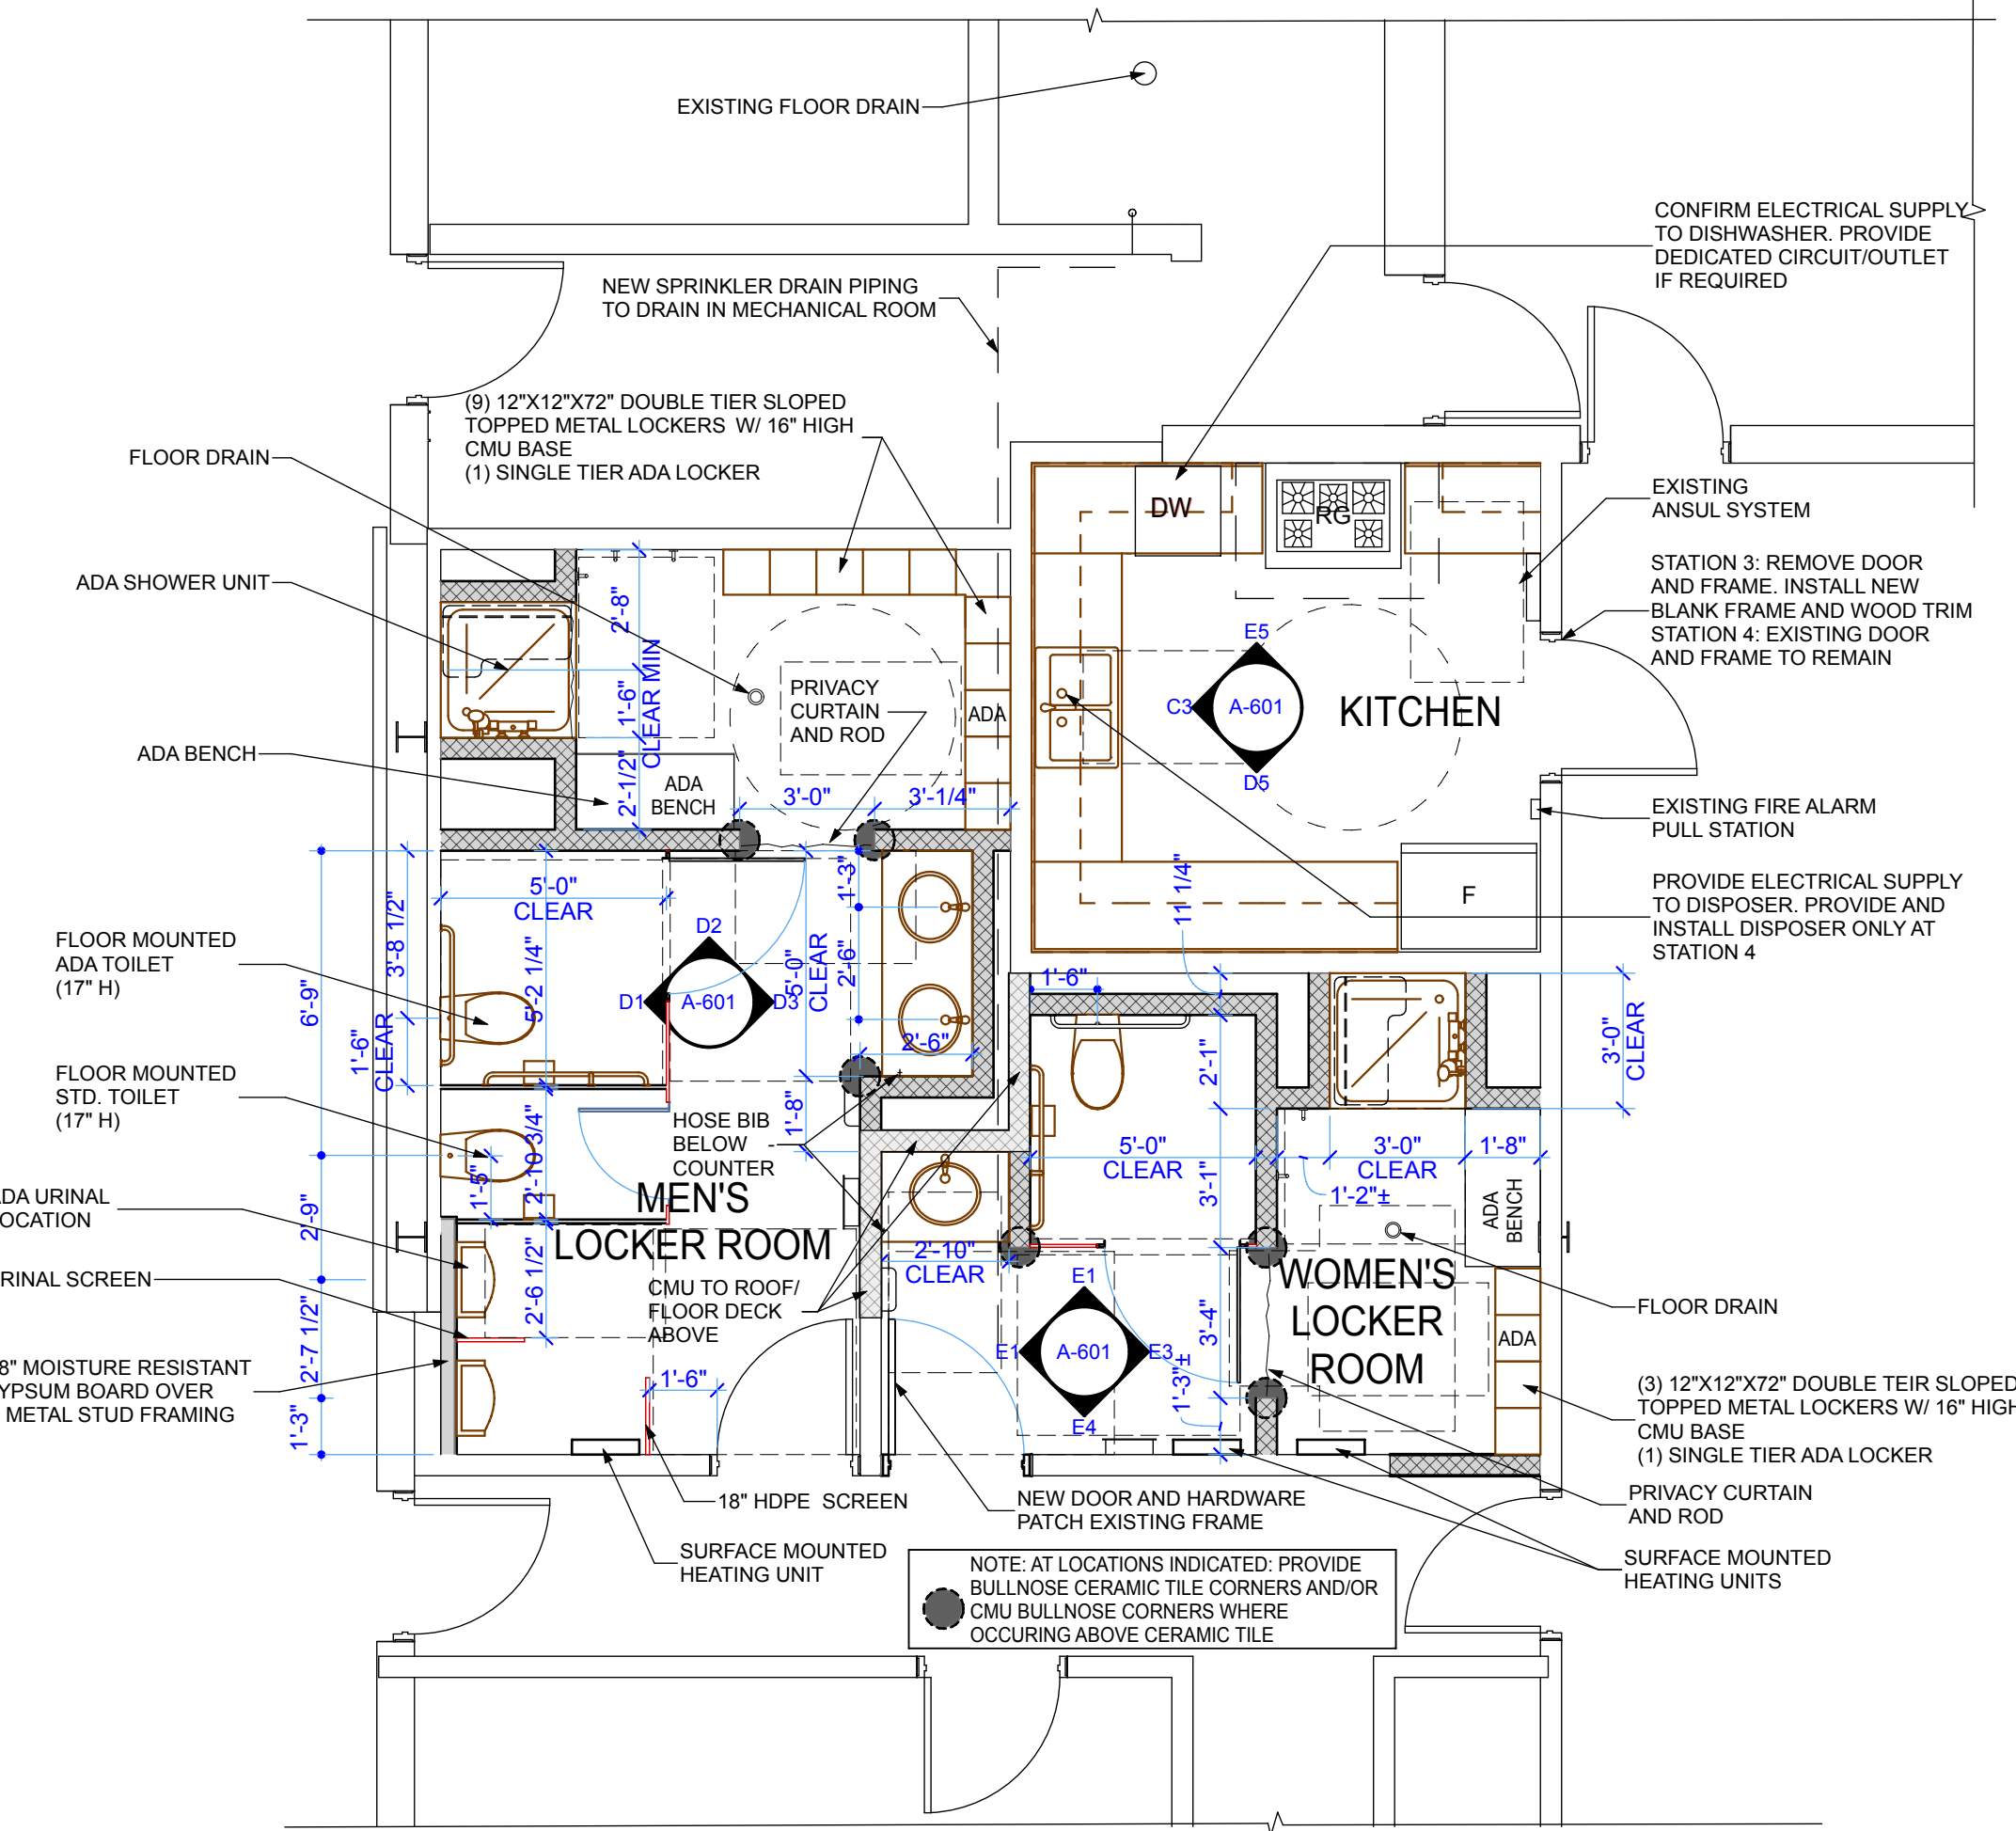 EXISTING FLOOR DRAIN
CONFIRM ELECTRICAL SUPPLY
TO DISHWASHER. PROVIDE
DEDICATED CIRCUIT/OUTLET
IF REQUIRED
NEW SPRINKLER DRAIN PIPING
TO DRAIN IN MECHANICAL ROOM
(9) 12"X12"X72" DOUBLE TIER SLOPED
TOPPED METAL LOCKERS W/ 16" HIGH
CMU BASE
(1) SINGLE TIER ADA LOCKER
FLOOR DRAIN
ADA SHOWER UNIT
ADA BENCH
DW
RG
EXISTING
ANSUL SYSTEM
STATION 3: REMOVE DOOR
AND FRAME. INSTALL NEW
BLANK FRAME AND WOOD TRIM
STATION 4: EXISTING DOOR
AND FRAME TO REMAIN
2'-8"
CLEAR MIN
1'-6"
2'-1/2"
PRIVACY
CURTAIN
AND ROD
ADA
ADA
BENCH
3'-0"
3'-1/4"
E5
C3
A-601
D5
KITCHEN
EXISTING FIRE ALARM
PULL STATION
F
PROVIDE ELECTRICAL SUPPLY
TO DISPOSER. PROVIDE AND
INSTALL DISPOSER ONLY AT
STATION 4
11 1/4"
5'-0"
CLEAR
3'-8 1/2"
6'-9"
5'-2 1/4"
1'-6"
CLEAR
D2
D1
A-601
D3
1'-3"
5'-0"
CLEAR
2'-6"
2'-6"
1'-8"
FLOOR MOUNTED
ADA TOILET
(17" H)
FLOOR MOUNTED
STD. TOILET
(17" H)
1'-5"
2'-10 3/4"
HOSE BIB
BELOW
COUNTER
MEN'S
LOCKER ROOM
ADA URINAL
LOCATION
2'-9"
URINAL SCREEN
2'-6 1/2"
2'-7 1/2"
1'-3"
8" MOISTURE RESISTANT
GYPSUM BOARD OVER
METAL STUD FRAMING
CMU TO ROOF/
FLOOR DECK
ABOVE
1'-6"
18" HDPE SCREEN
SURFACE MOUNTED
HEATING UNIT
1'-6"
2'-1"
5'-0"
CLEAR
3'-1"
2'-10"
CLEAR
3'-0"
CLEAR
3'-0"
CLEAR
1'-8"
1'-2"±
ADA
BENCH
E1
E1
A-601
E3
E4
3'-4"
1'-3"±
WOMEN'S
LOCKER
ROOM
FLOOR DRAIN
ADA
(3) 12"X12"X72" DOUBLE TEIR SLOPED
TOPPED METAL LOCKERS W/ 16" HIGH
CMU BASE
(1) SINGLE TIER ADA LOCKER
PRIVACY CURTAIN
AND ROD
SURFACE MOUNTED
HEATING UNITS
NEW DOOR AND HARDWARE
PATCH EXISTING FRAME
NOTE: AT LOCATIONS INDICATED: PROVIDE
BULLNOSE CERAMIC TILE CORNERS AND/OR
CMU BULLNOSE CORNERS WHERE
OCCURING ABOVE CERAMIC TILE